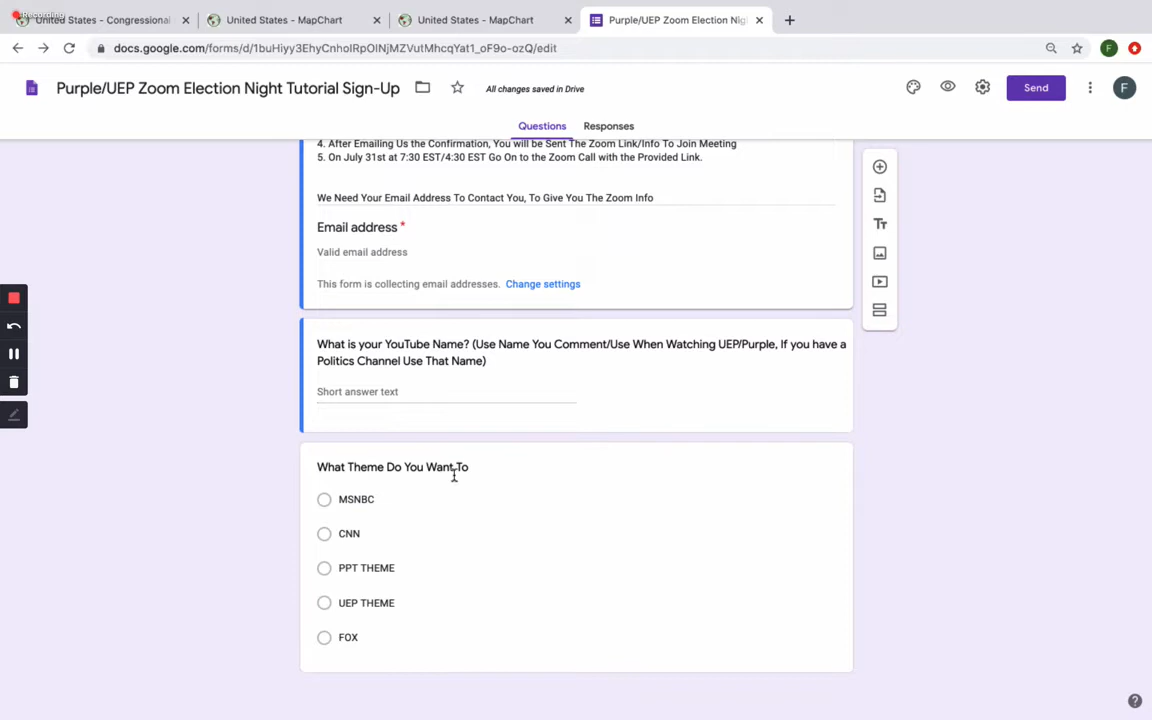 Recording
United States - Congressional
United States - MapChart
United States - MapChart
Purple/UEP Zoom Election Nig
docs.google.com/forms/d/1buHiyy3EhyCnholRpOlNjMZVutMhcqYat1_oF9o-ozQ/edit
F
Purple/UEP Zoom Election Night Tutorial Sign-Up
All changes saved in Drive
Send
F
Questions
Responses
4. After Emailing Us the Confirmation, You will be Sent The Zoom Link/Info To Join Meeting
5. On July 31st at 7:30 EST/4:30 EST Go On to the Zoom Call with the Provided Link.
We Need Your Email Address To Contact You, To Give You The Zoom Info
Email address *
Valid email address
This form is collecting email addresses. Change settings
Tт
What is your YouTube Name? (Use Name You Comment/Use When Watching UEP/Purple, If you have a
Politics Channel Use That Name)
Short answer text
What Theme Do You Want To
MSNBC
CNN
PPT THEME
UEP THEME
FOX